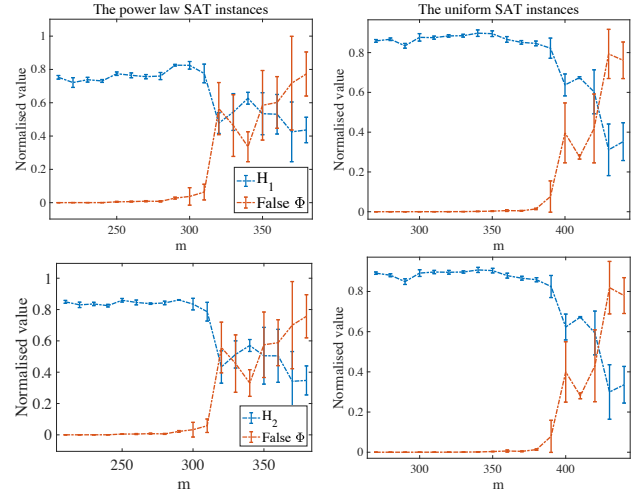 The power law SAT instances
The uniform SAT instances
Normalised value
1
0.8
0.6
0.4
0.2
0
250
300
350
m
H1
False Φ
Normalised value
0.8
0.6
0.4
0.2
0
300
350
400
m
Normalised value
1
0.8
0.6
0.4
0.2
0
250
300
350
m
H2
False Φ
Normalised value
0.8
0.6
0.4
0.2
0
300
350
400
m